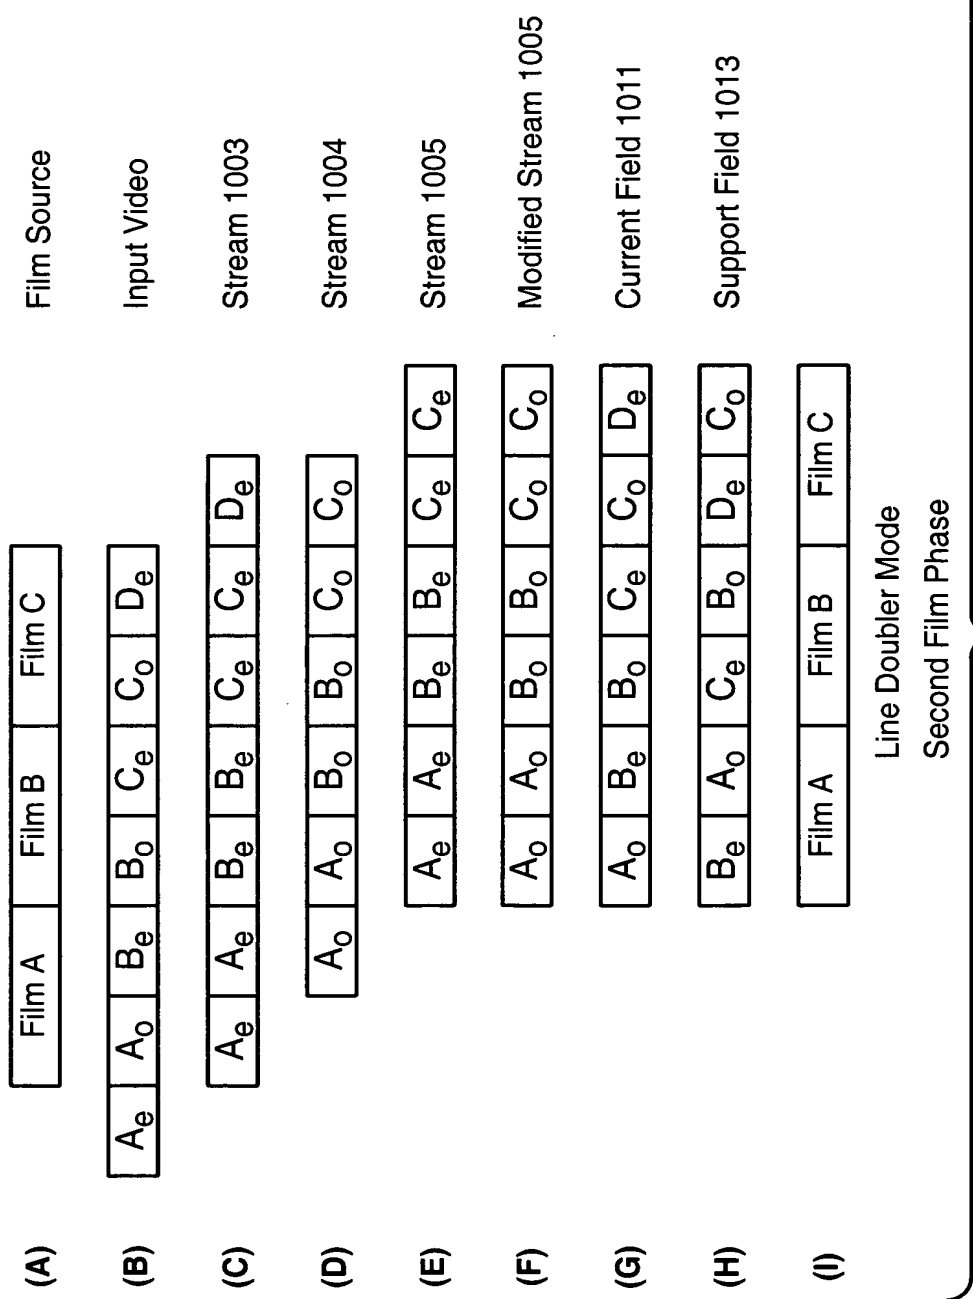 (A) Film A Film B Film C Film Source
(B) Ae Ao Be Bo Ce Co De Input Video
(C) Ae Ae Be Be Ce Ce De Stream 1003
(D) Ao Ao Bo Bo Co Co Stream 1004
(E) Ae Ae Be Be Ce Ce Stream 1005
(F) Ao Ao Bo Bo Co Co Modified Stream 1005
(G) Ao Be Bo Ce Co De Current Field 1011
(H) Be Ao Ce Bo De Co Support Field 1013
(I) Film A Film B Film C
Line Doubler Mode
Second Film Phase